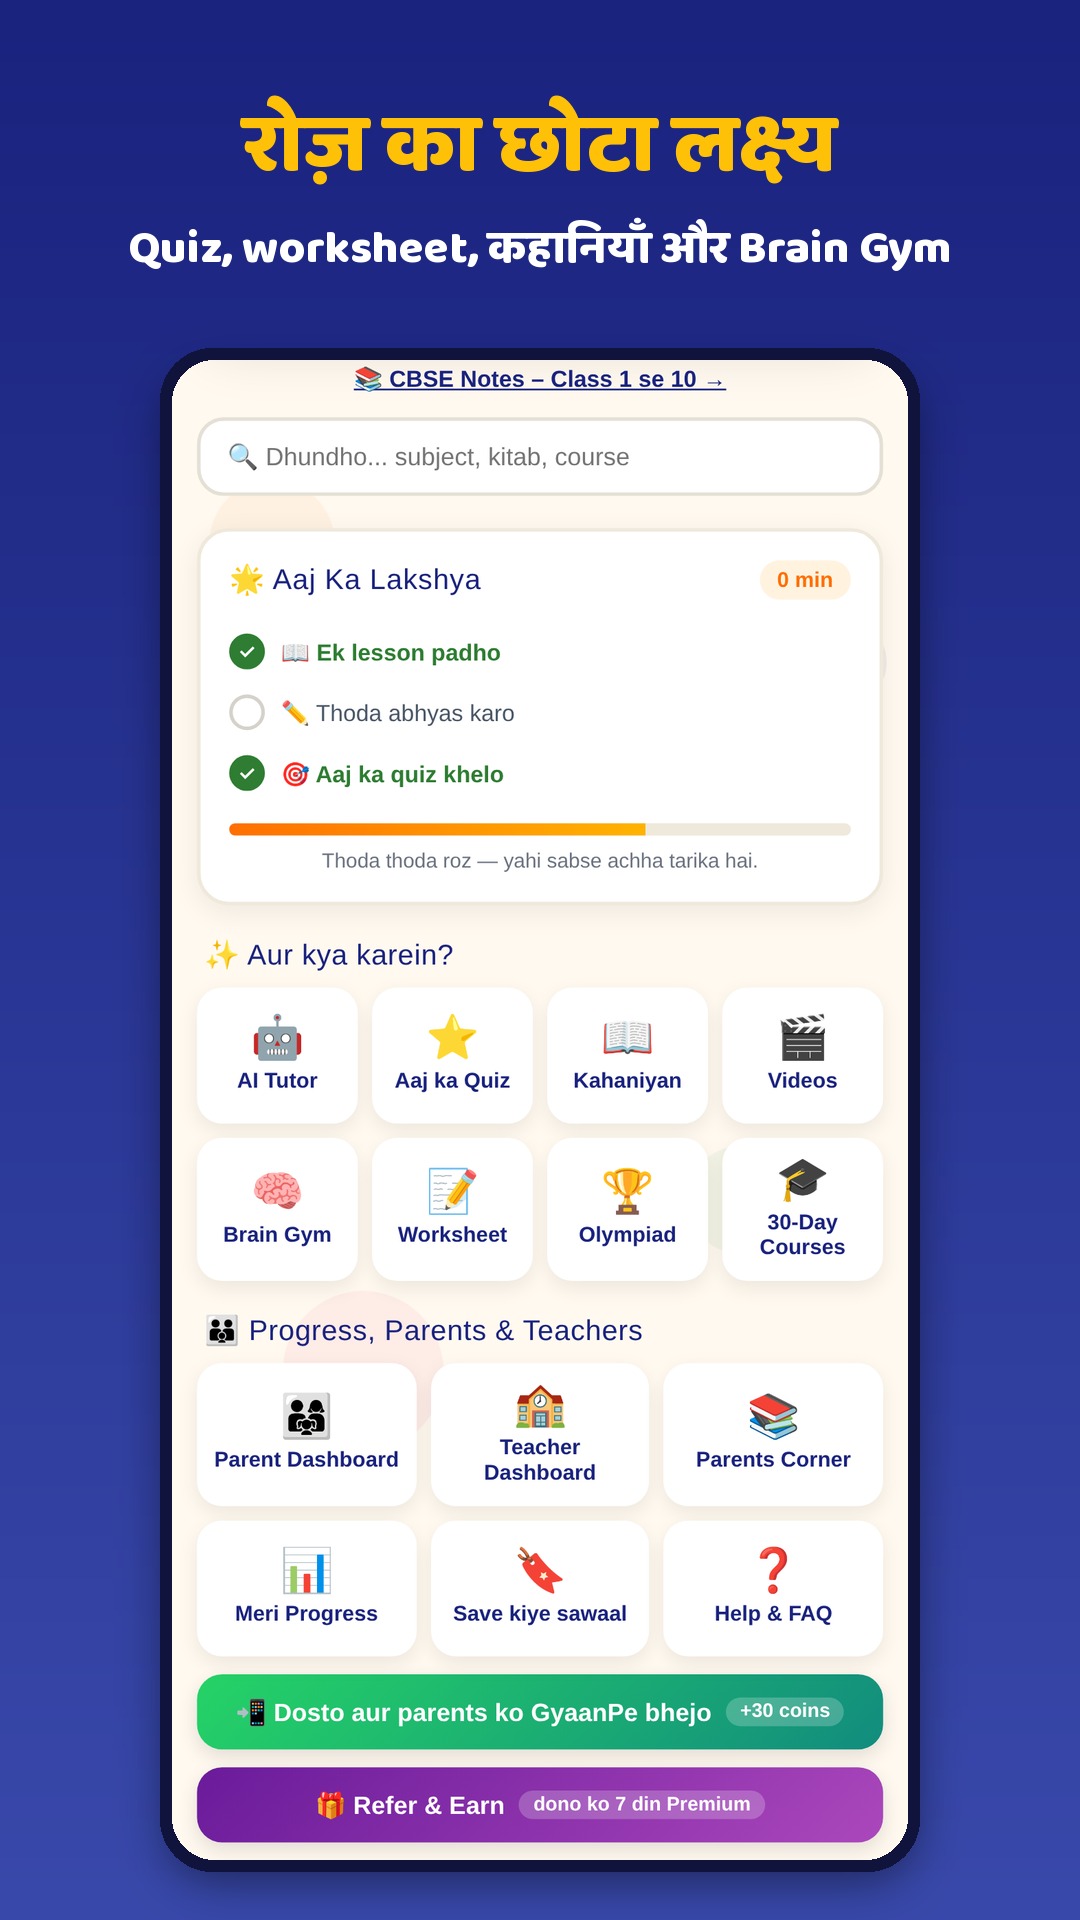 रोज़ का छोटा लक्ष्य
Quiz, worksheet, कहानियाँ और Brain Gym
📚 CBSE Notes – Class 1 se 10 →
🔍 Dhundho... subject, kitab, course
🌟 Aaj Ka Lakshya
0 min
📖 Ek lesson padho
✏️ Thoda abhyas karo
🎯 Aaj ka quiz khelo
Thoda thoda roz — yahi sabse achha tarika hai.
✨ Aur kya karein?
AI Tutor
Aaj ka Quiz
Kahaniyan
Videos
Brain Gym
Worksheet
Olympiad
30-Day
Courses
👪 Progress, Parents & Teachers
Parent Dashboard
Teacher
Dashboard
Parents Corner
Meri Progress
Save kiye sawaal
Help & FAQ
📲 Dosto aur parents ko GyaanPe bhejo +30 coins
🎁 Refer & Earn dono ko 7 din Premium